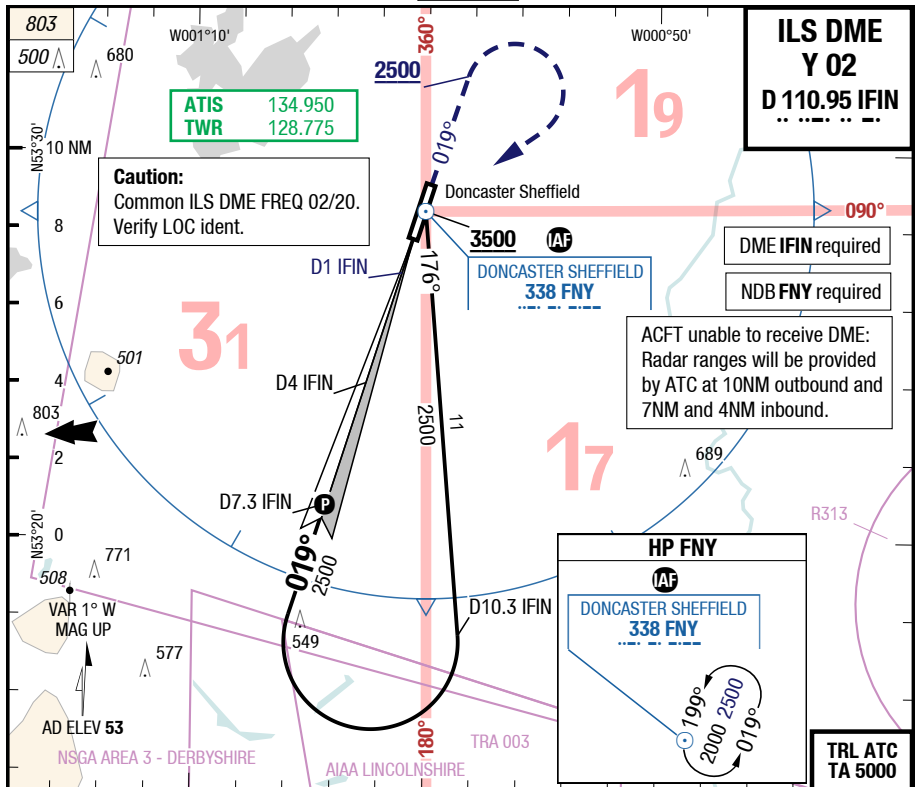 803
500
680
W001°10'
360°
W000°50'
ILS DME
Y 02
D 110.95 IFIN
2500
19
ATIS 134.950
TWR 128.775
019°
N53°30'
10 NM
Caution:
Common ILS DME FREQ 02/20.
Verify LOC ident.
Doncaster Sheffield
090°
8
3500 IAF
DME IFIN required
176°
D1 IFIN
DONCASTER SHEFFIELD
338 FNY
NDB FNY required
6
31
ACFT unable to receive DME:
Radar ranges will be provided
by ATC at 10NM outbound and
7NM and 4NM inbound.
501
4
D4 IFIN
803
2500
11
17
2
689
D7.3 IFIN
P
R313
N53°20'
0
019°
2500
HP FNY
IAF
771
508
DONCASTER SHEFFIELD
338 FNY
D10.3 IFIN
VAR 1° W
MAG UP
549
577
199°
2000 2500
019°
AD ELEV 53
180°
TRA 003
NSGA AREA 3 - DERBYSHIRE
AIAA LINCOLNSHIRE
TRL ATC
TA 5000